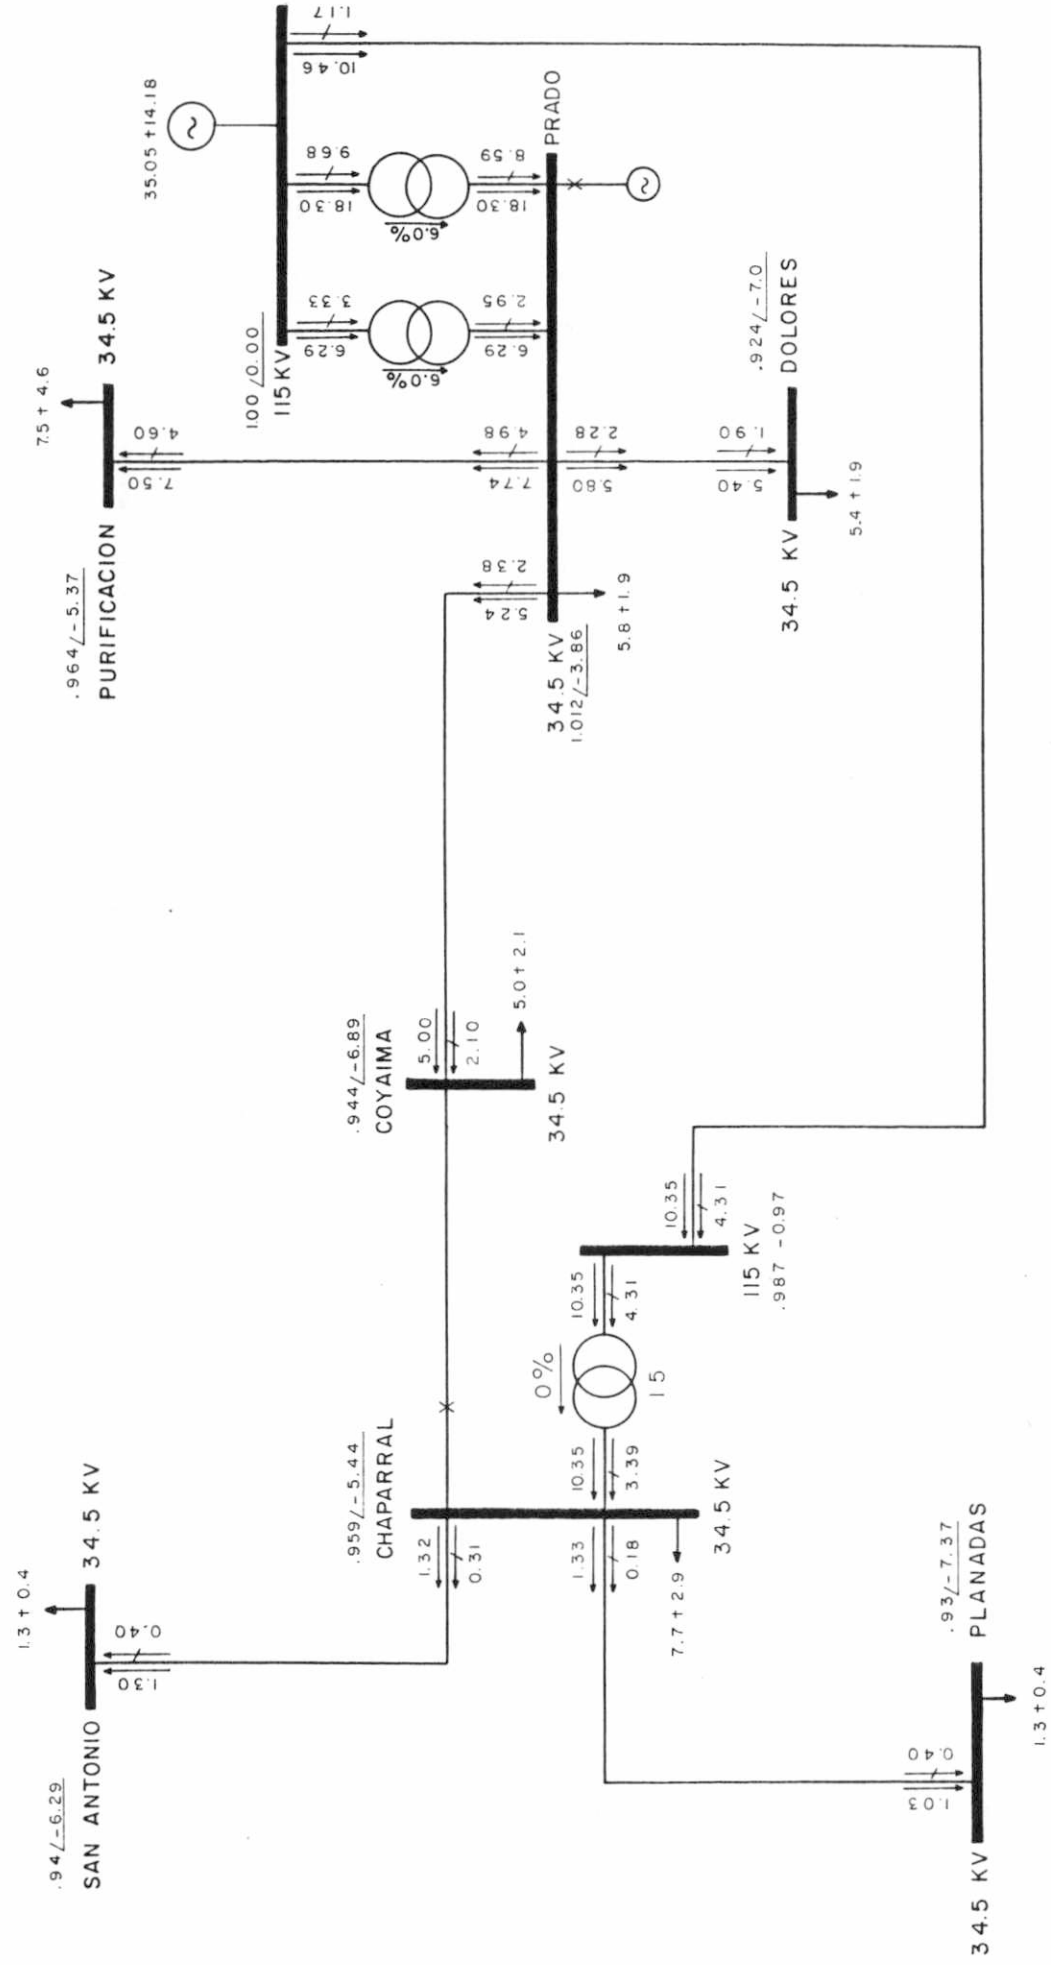 .94/-6.29
SAN ANTONIO
34.5 KV
1.3 + 0.4
1.30
0.40
.959/-5.44
CHAPARRAL
34.5 KV
1.32
0.31
1.33
0.18
7.7 + 2.9
10.35
3.39
0%
15
10.35
4.31
115 KV
.987 -0.97
10.35
4.31
34.5 KV
PLANADAS
.93/-7.37
1.03
0.40
1.3 + 0.4
.944/-6.89
COYAIMA
34.5 KV
5.00
2.10
5.0 + 2.1
.964/-5.37
PURIFICACION
34.5 KV
7.5 + 4.6
7.50
4.60
7.74
4.98
5.24
2.38
34.5 KV
1.012/-3.86
PRADO
5.8 + 1.9
5.80
2.28
5.40
1.90
34.5 KV
DOLORES
.924/-7.0
5.4 + 1.9
1.00/0.00
115 KV
35.05 + 14.18
6.29
3.33
6.0%
6.29
2.95
18.30
9.68
6.0%
18.30
8.59
10.46
1.17